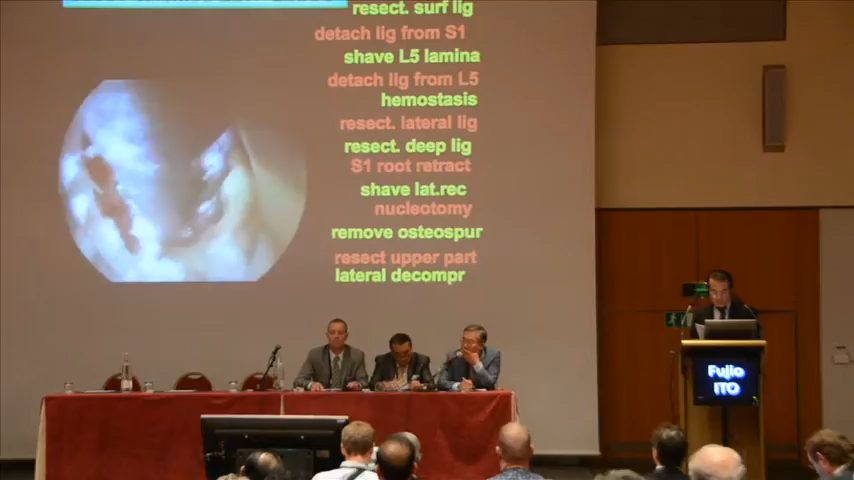 resect. surf lig
detach lig from S1
shave L5 lamina
detach lig from L5
hemostasis
resect. lateral lig
resect. deep lig
S1 root retract
shave lat.rec
nucleotomy
remove osteospur
resect upper part
lateral decompr
Fujio
ITO